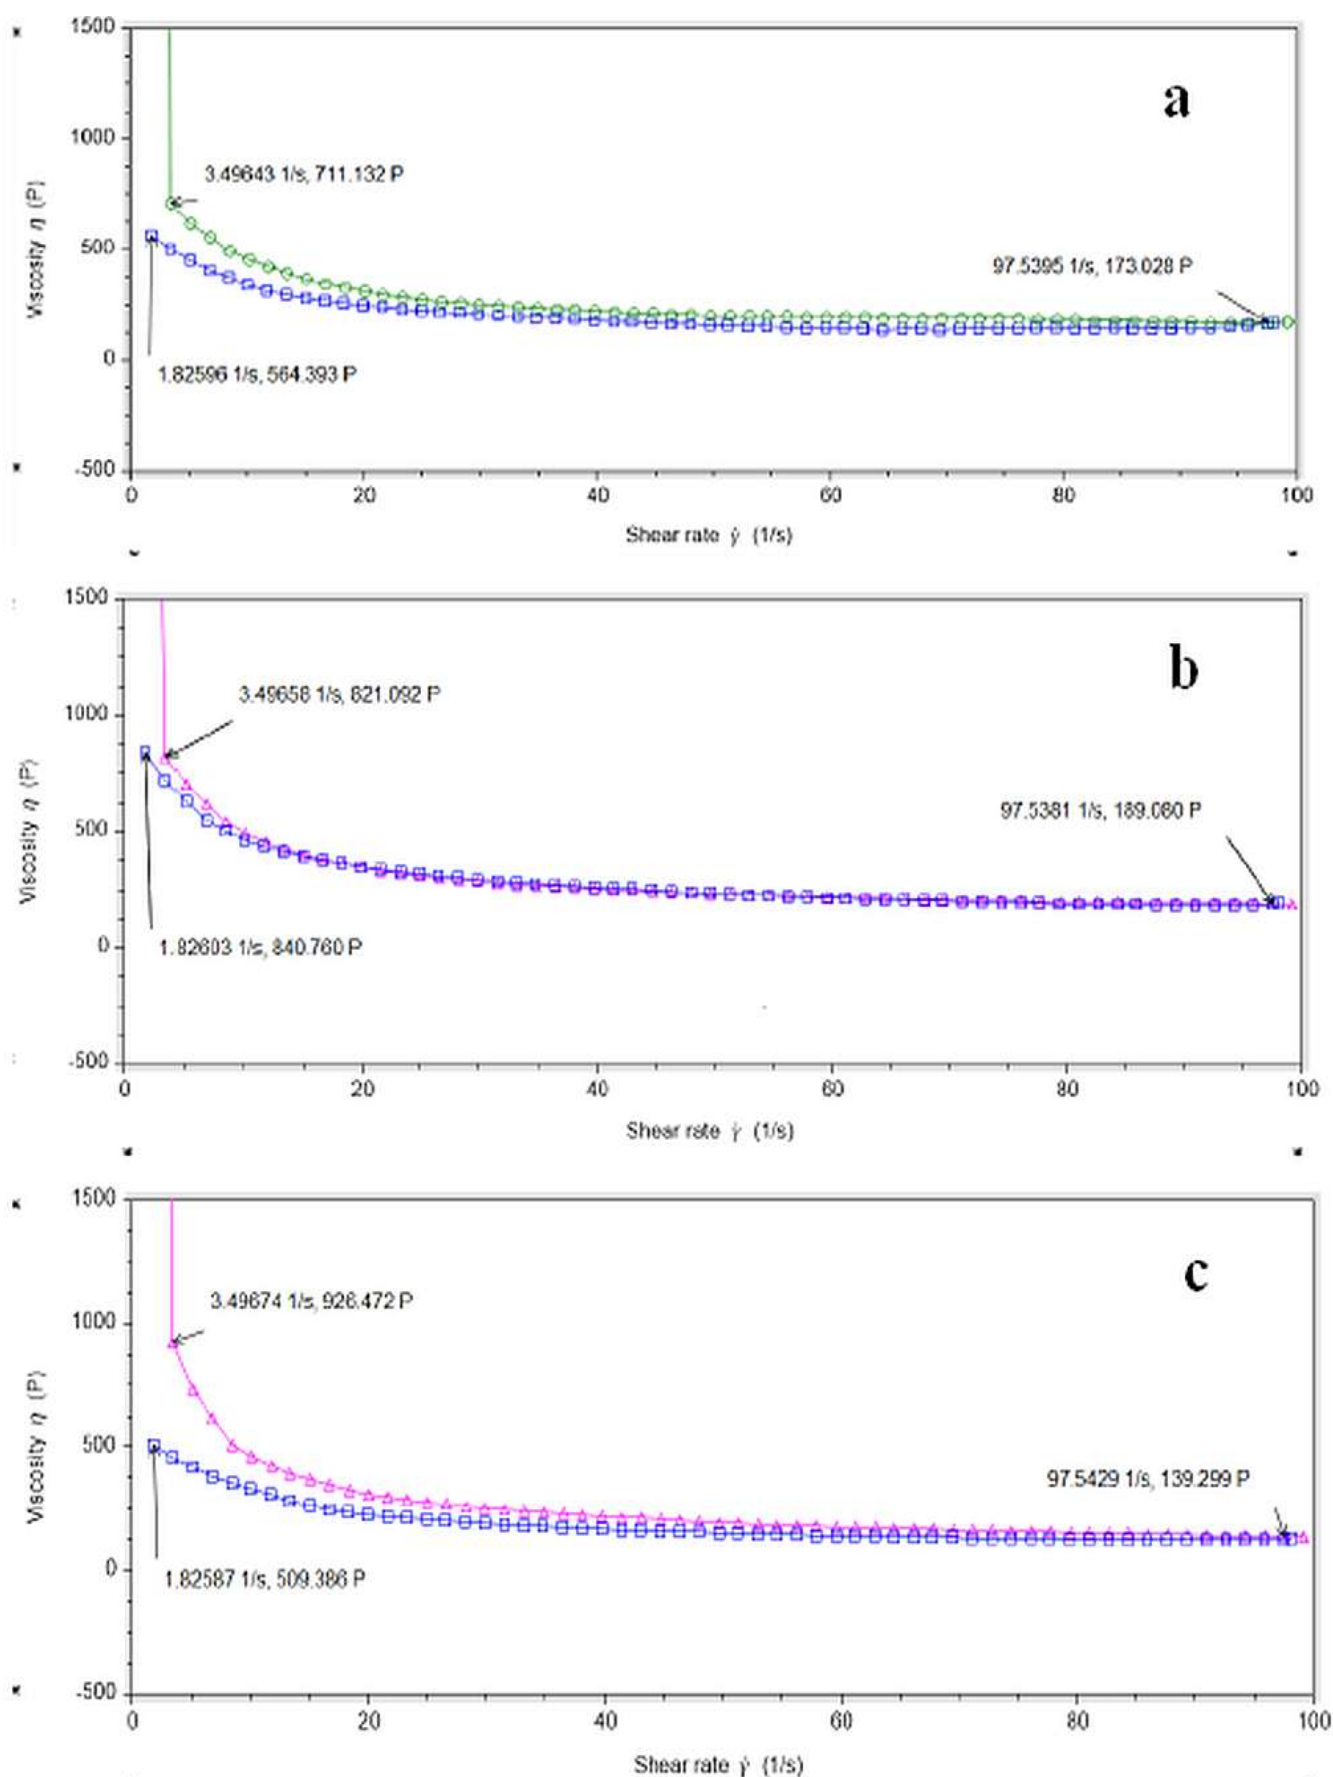 1500
a
1000
3.49643 1/s, 711.132 P
Viscosity η (P)
500
97.5395 1/s, 173.028 P
0
1.82596 1/s, 564.393 P
-500
0 20 40 60 80 100
Shear rate γ̇ (1/s)
1500
b
3.49658 1/s, 821.092 P
1000
Viscosity η (P)
500
97.5381 1/s, 189.080 P
0
1.82603 1/s, 840.760 P
-500
0 20 40 60 80 100
Shear rate γ̇ (1/s)
1500
c
3.49674 1/s, 926.472 P
1000
Viscosity η (P)
500
97.5429 1/s, 139.299 P
0
1.82587 1/s, 509.386 P
-500
0 20 40 60 80 100
Shear rate γ̇ (1/s)